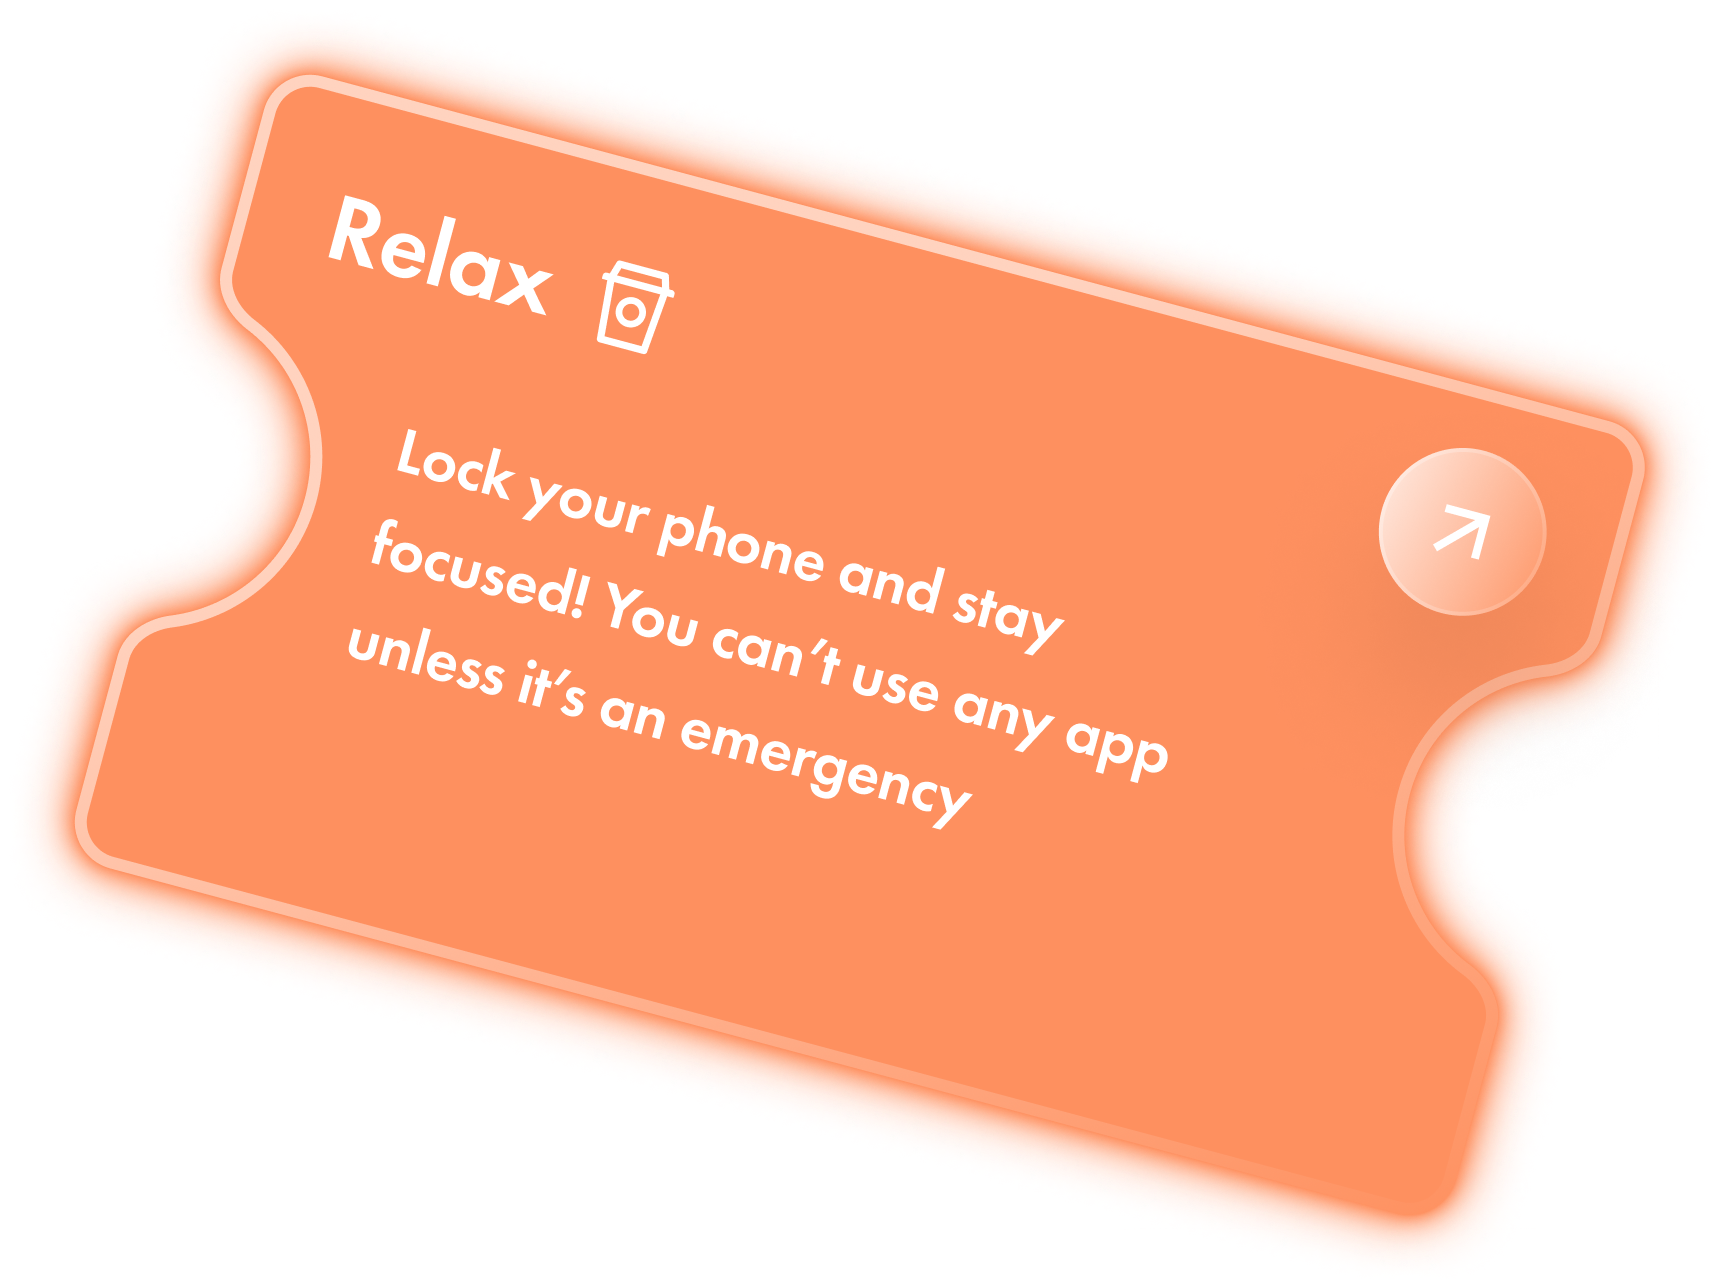 Relax
Lock your phone and stay
focused! You can’t use any app
unless it’s an emergency